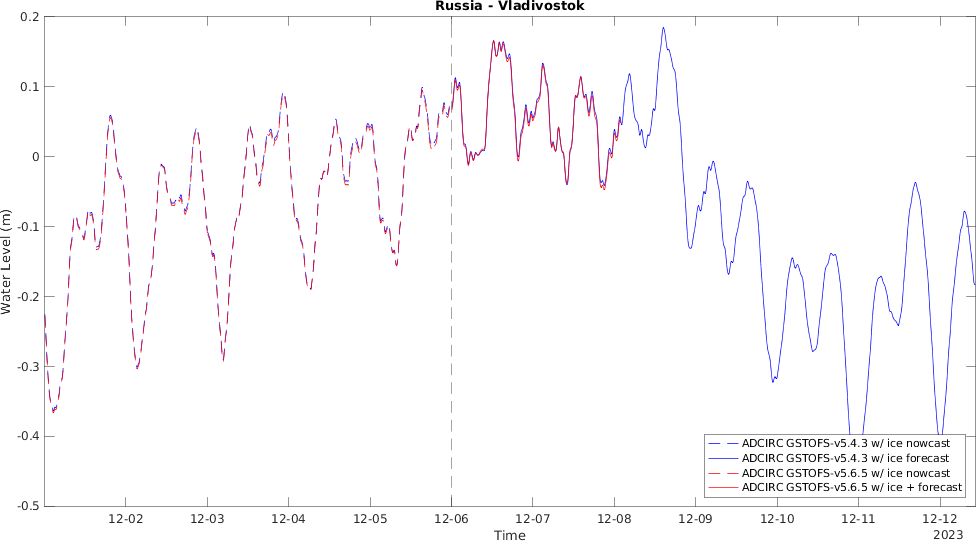 Russia - Vladivostok
0.2
0.1
0
-0.1
-0.2
-0.3
-0.4
-0.5
Water Level (m)
12-02
12-03
12-04
12-05
12-06
12-07
12-08
12-09
12-10
12-11
12-12
Time
2023
ADCIRC GSTOFS-v5.4.3 w/ ice nowcast
ADCIRC GSTOFS-v5.4.3 w/ ice forecast
ADCIRC GSTOFS-v5.6.5 w/ ice nowcast
ADCIRC GSTOFS-v5.6.5 w/ ice + forecast